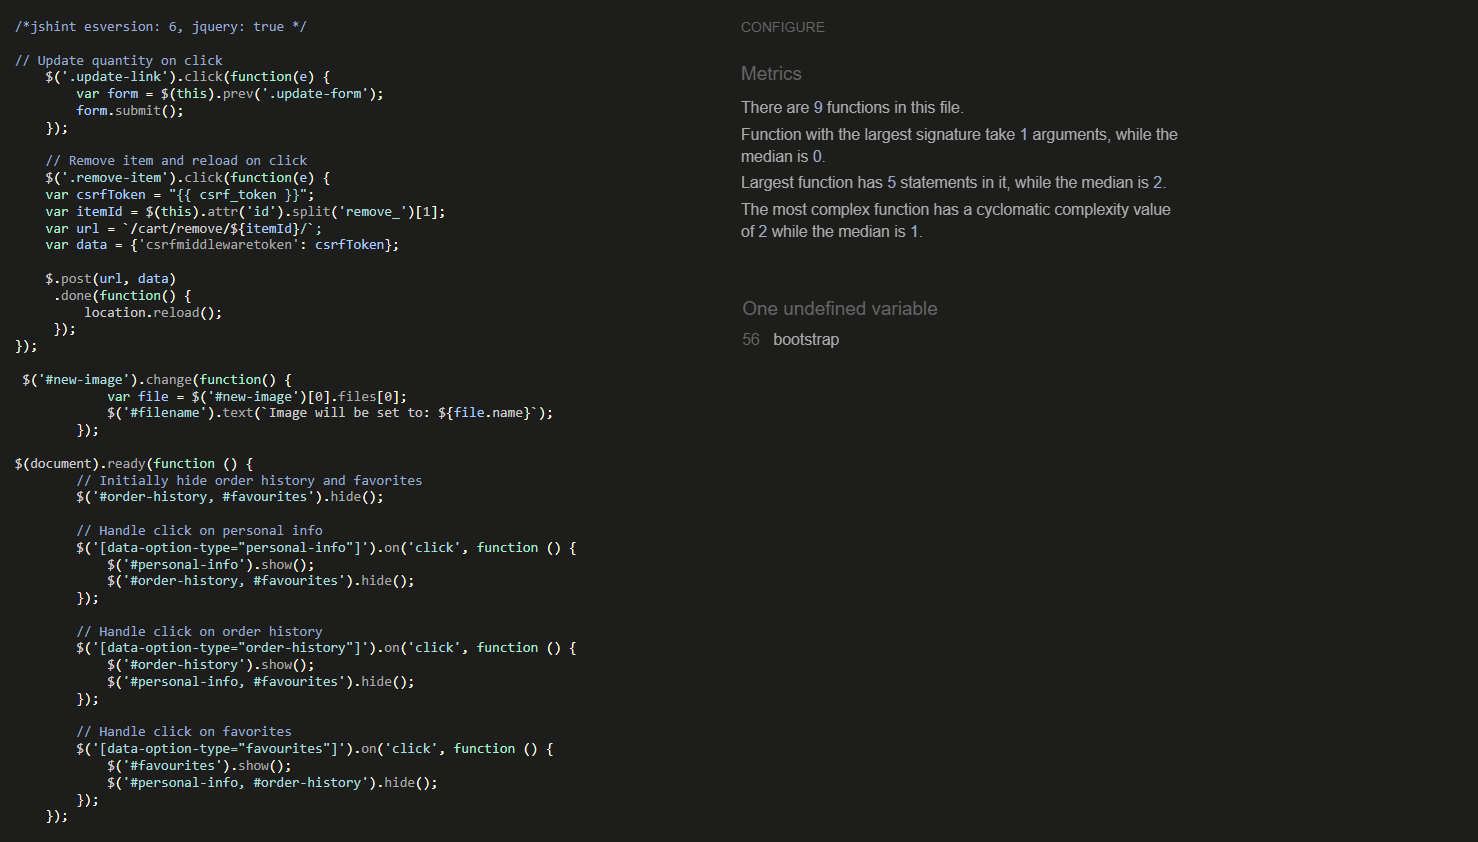 /*jshint esversion: 6, jquery: true */
// Update quantity on click
$('.update-link').click(function(e) {
var form = $(this).prev('.update-form');
form.submit();
});
// Remove item and reload on click
$('.remove-item').click(function(e) {
var csrfToken = "{{ csrf_token }}";
var itemId = $(this).attr('id').split('remove_')[1];
var url = `/cart/remove/${itemId}/`;
var data = {'csrfmiddlewaretoken': csrfToken};
$.post(url, data)
.done(function() {
location.reload();
});
});
$('#new-image').change(function() {
var file = $('#new-image')[0].files[0];
$('#filename').text(`Image will be set to: ${file.name}`);
});
$(document).ready(function () {
// Initially hide order history and favorites
$('#order-history, #favourites').hide();
// Handle click on personal info
$('[data-option-type="personal-info"]').on('click', function () {
$('#personal-info').show();
$('#order-history, #favourites').hide();
});
// Handle click on order history
$('[data-option-type="order-history"]').on('click', function () {
$('#order-history').show();
$('#personal-info, #favourites').hide();
});
// Handle click on favorites
$('[data-option-type="favourites"]').on('click', function () {
$('#favourites').show();
$('#personal-info, #order-history').hide();
});
});
CONFIGURE
Metrics
There are 9 functions in this file.
Function with the largest signature take 1 arguments, while the
median is 0.
Largest function has 5 statements in it, while the median is 2.
The most complex function has a cyclomatic complexity value
of 2 while the median is 1.
One undefined variable
56 bootstrap